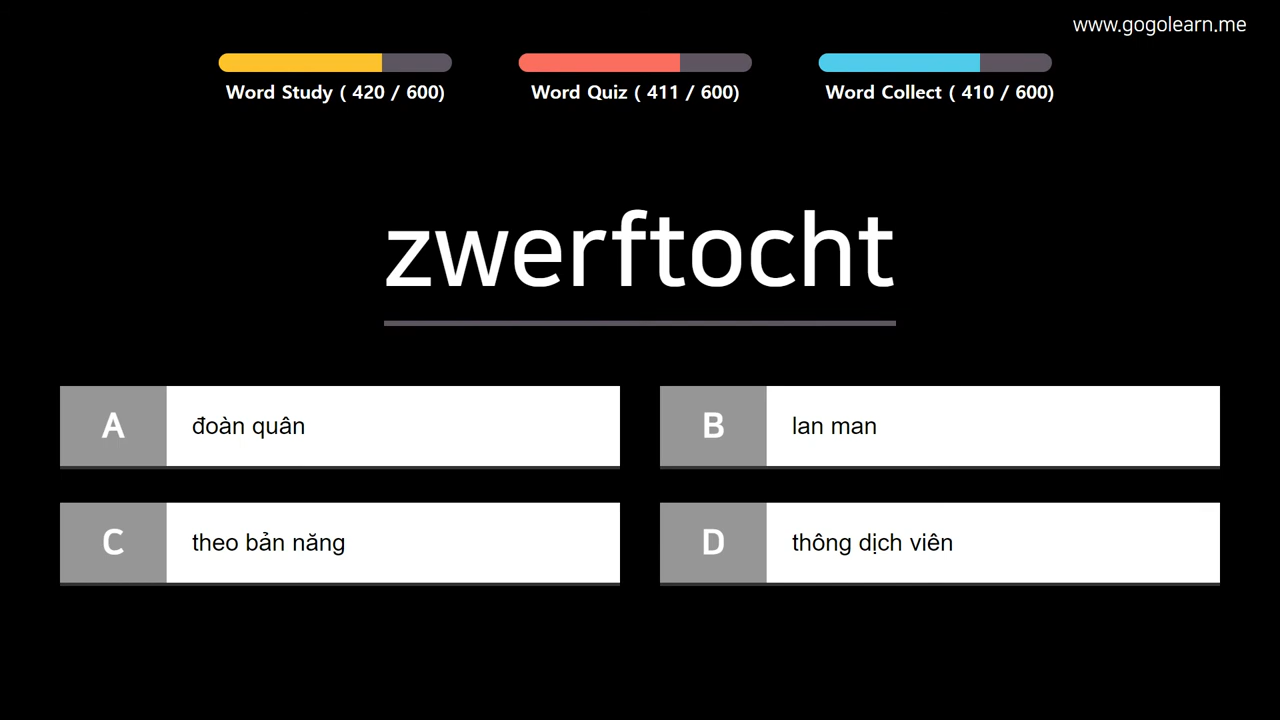 www.gogolearn.me
Word Study ( 420 / 600)
Word Quiz ( 411 / 600)
Word Collect ( 410 / 600)
zwerftocht
A
đoàn quân
B
lan man
C
theo bản năng
D
thông dịch viên